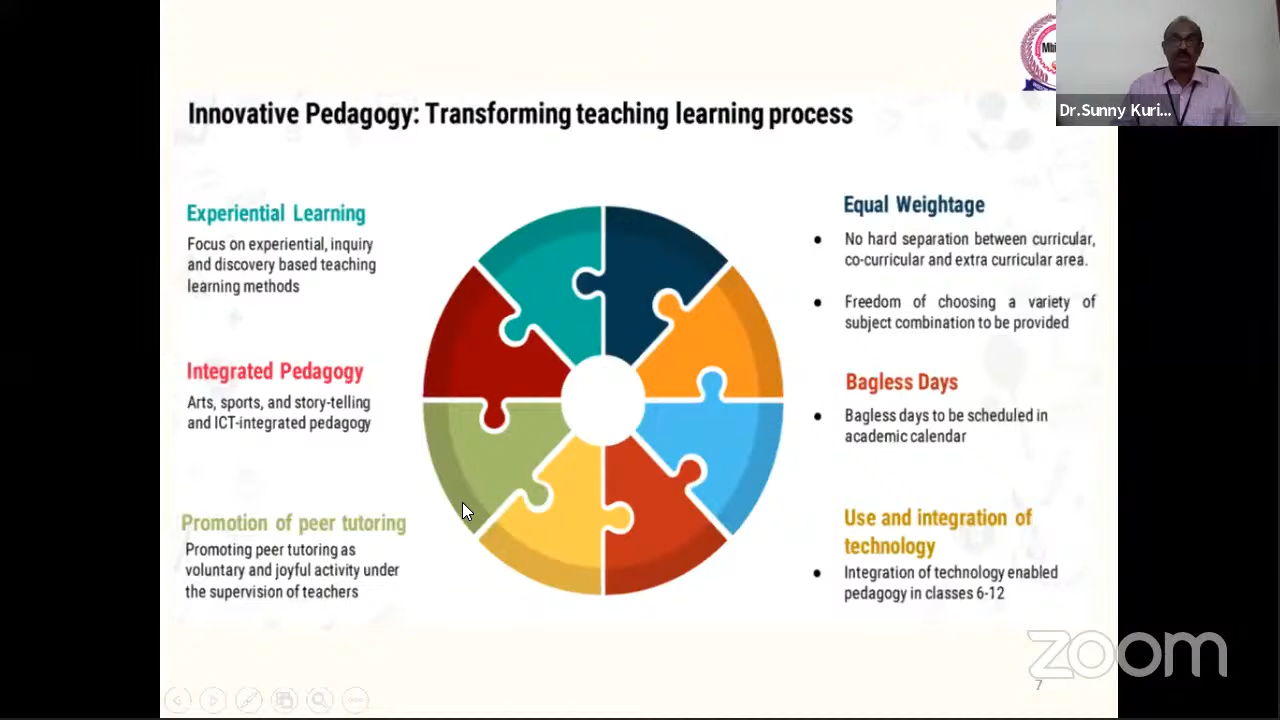 Mbi
Dr.Sunny Kuri...
Innovative Pedagogy: Transforming teaching learning process
Experiential Learning
Focus on experiential, inquiry
and discovery based teaching
learning methods
Integrated Pedagogy
Arts, sports, and story-telling
and ICT-integrated pedagogy
Promotion of peer tutoring
Promoting peer tutoring as
voluntary and joyful activity under
the supervision of teachers
Equal Weightage
• No hard separation between curricular,
co-curricular and extra curricular area.
• Freedom of choosing a variety of
subject combination to be provided
Bagless Days
• Bagless days to be scheduled in
academic calendar
Use and integration of
technology
• Integration of technology enabled
pedagogy in classes 6-12
zoom
7